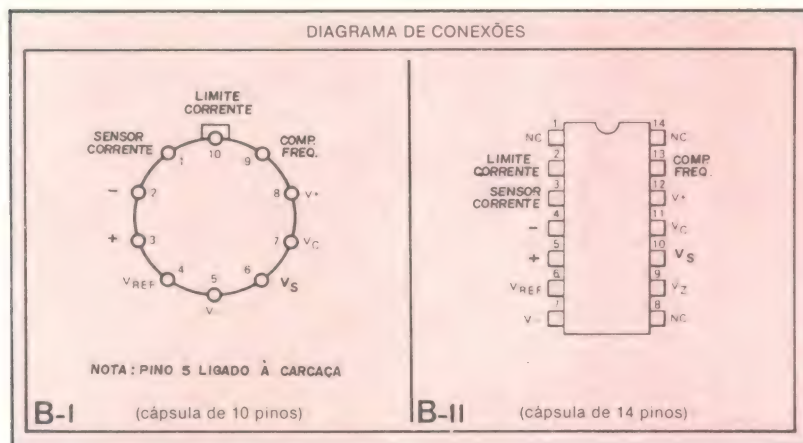 DIAGRAMA DE CONEXÕES
LIMITE
CORRENTE
SENSOR
CORRENTE
COMP.
FREQ.
1
10
9
-
2
8
V+
+
3
7
VC
VREF
4
5
6
VS
V
NOTA: PINO 5 LIGADO À CARCAÇA
B-I
(cápsula de 10 pinos)
1
14
NC
NC
LIMITE
CORRENTE
2
13
COMP.
FREQ.
SENSOR
CORRENTE
3
12
V+
-
4
11
VC
+
5
10
VS
VREF
6
9
VZ
V-
7
8
NC
B-II
(cápsula de 14 pinos)